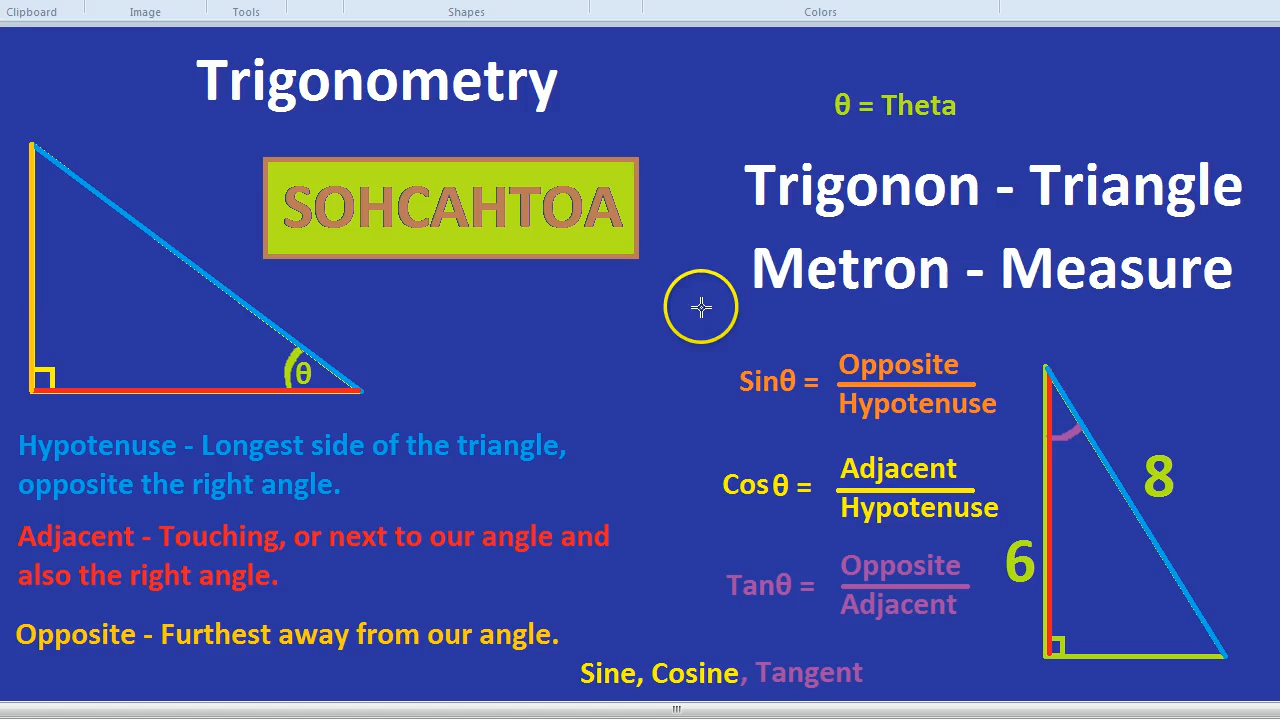 Clipboard
Image
Tools
Shapes
Colors
Trigonometry
θ = Theta
SOHCAHTOA
Trigonon - Triangle
Metron - Measure
θ
Hypotenuse - Longest side of the triangle,
opposite the right angle.
Adjacent - Touching, or next to our angle and
also the right angle.
Opposite - Furthest away from our angle.
Sinθ =
Opposite
Hypotenuse
Cosθ =
Adjacent
Hypotenuse
Tanθ =
Opposite
Adjacent
8
6
Sine, Cosine, Tangent